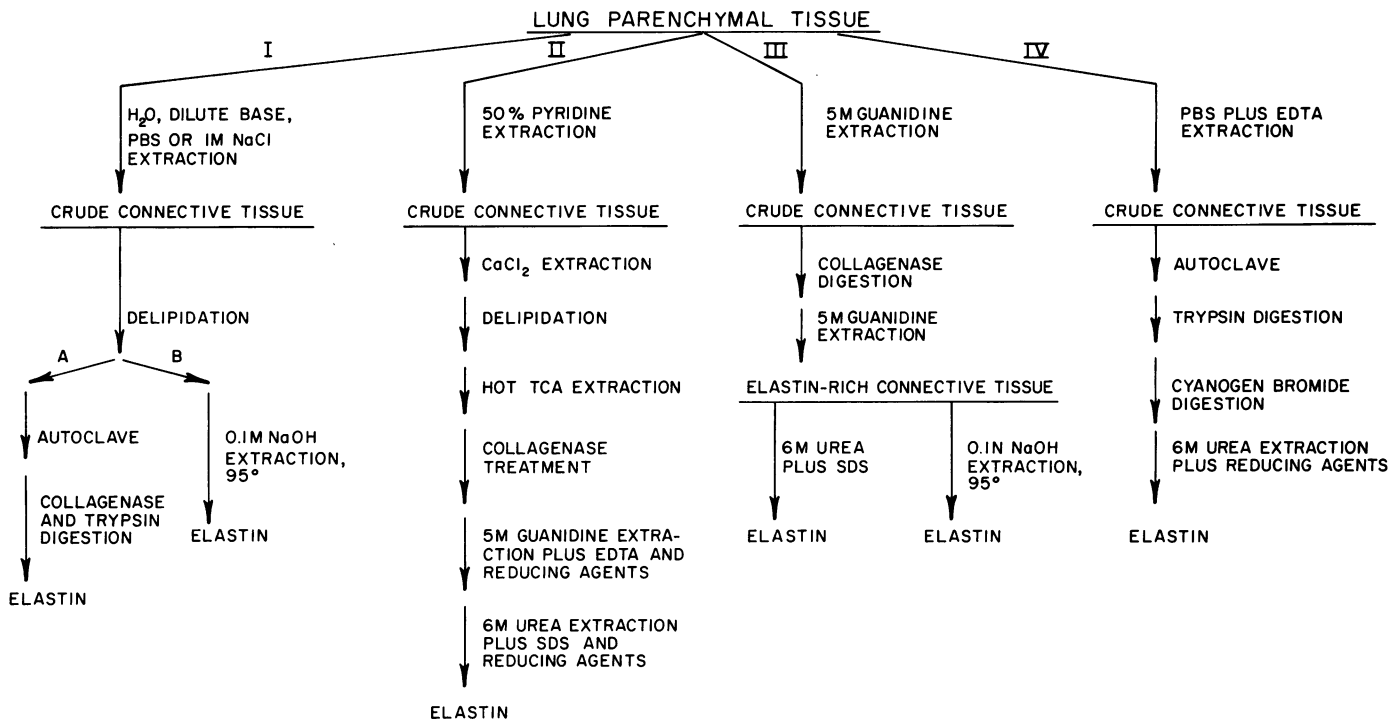 LUNG PARENCHYMAL TISSUE
I
II
III
IV
H2O, DILUTE BASE,
PBS OR 1M NaCl
EXTRACTION
50% PYRIDINE
EXTRACTION
5M GUANIDINE
EXTRACTION
PBS PLUS EDTA
EXTRACTION
CRUDE CONNECTIVE TISSUE
CRUDE CONNECTIVE TISSUE
CRUDE CONNECTIVE TISSUE
CRUDE CONNECTIVE TISSUE
DELIPIDATION
A
B
AUTOCLAVE
COLLAGENASE
AND TRYPSIN
DIGESTION
ELASTIN
0.1M NaOH
EXTRACTION,
95°
ELASTIN
CaCl2 EXTRACTION
DELIPIDATION
HOT TCA EXTRACTION
COLLAGENASE
TREATMENT
5M GUANIDINE EXTRA-
CTION PLUS EDTA AND
REDUCING AGENTS
6M UREA EXTRACTION
PLUS SDS AND
REDUCING AGENTS
ELASTIN
COLLAGENASE
DIGESTION
5M GUANIDINE
EXTRACTION
ELASTIN-RICH CONNECTIVE TISSUE
6M UREA
PLUS SDS
ELASTIN
0.1N NaOH
EXTRACTION,
95°
ELASTIN
AUTOCLAVE
TRYPSIN DIGESTION
CYANOGEN BROMIDE
DIGESTION
6M UREA EXTRACTION
PLUS REDUCING AGENTS
ELASTIN